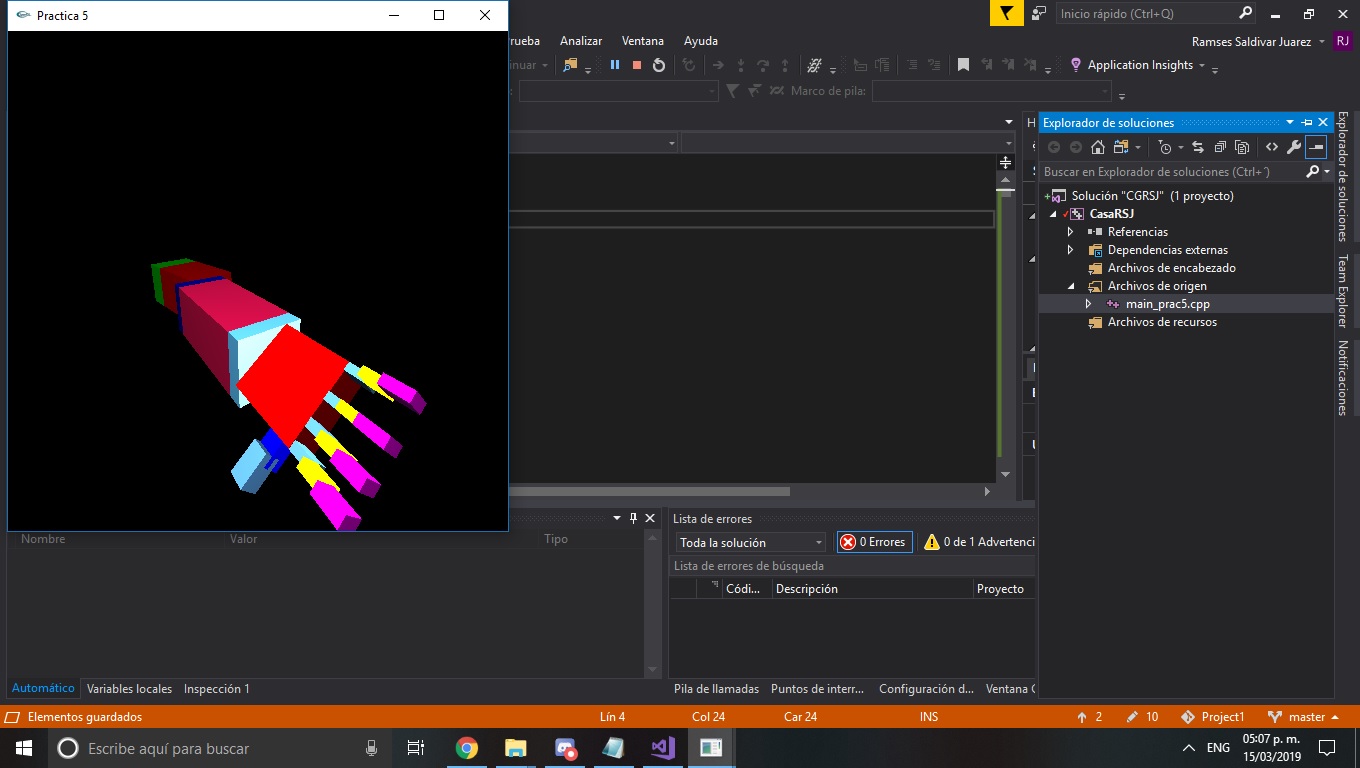 Practica 5
Inicio rápido (Ctrl+Q)
rueba Analizar Ventana Ayuda
Ramses Saldivar Juarez RJ
nuar
Application Insights
Marco de pila:
Explorador de soluciones
Buscar en Explorador de soluciones (Ctrl+´)
Solución "CGRSJ" (1 proyecto)
CasaRSJ
Referencias
Dependencias externas
Archivos de encabezado
Archivos de origen
main_prac5.cpp
Archivos de recursos
Explorador de soluciones
Team Explorer
Notificaciones
Nombre Valor Tipo
Lista de errores
Toda la solución
0 Errores
0 de 1 Advertenci
Lista de errores de búsqueda
Códi... Descripción Proyecto
Automático Variables locales Inspección 1
Pila de llamadas Puntos de interr... Configuración d... Ventana C
Elementos guardados Lín 4 Col 24 Car 24 INS 2 10 Project1 master
Escribe aquí para buscar
ENG
05:07 p. m.
15/03/2019